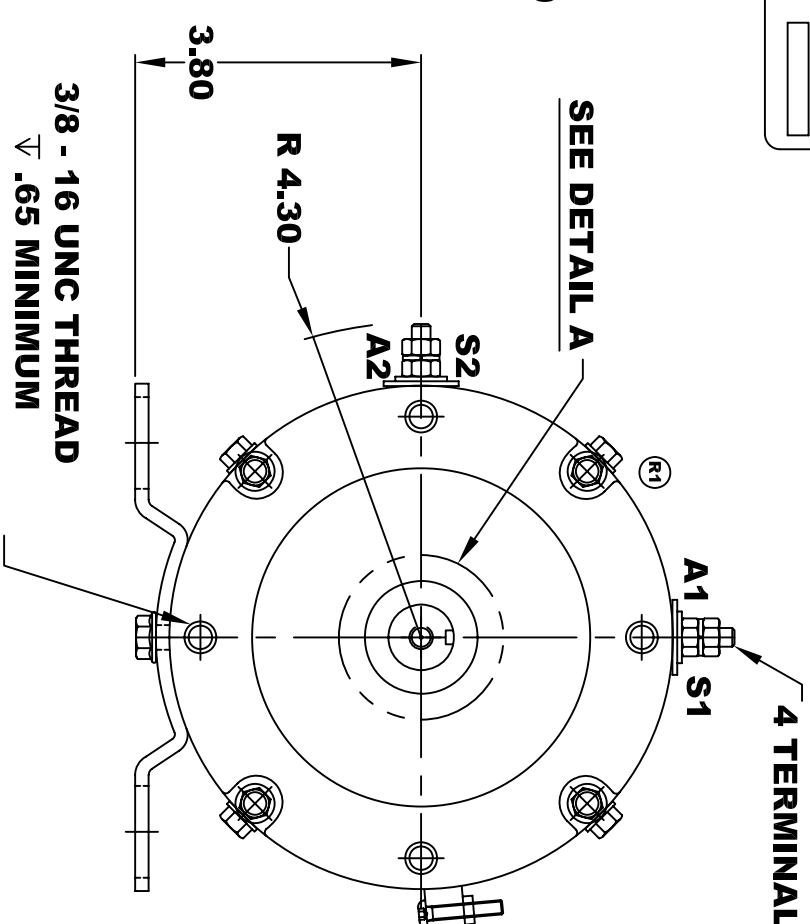 4 TERMINAL
A1
S1
R1
SEE DETAIL A
S2
A2
R 4.30
3.80
3/8 - 16 UNC THREAD
↧ .65 MINIMUM